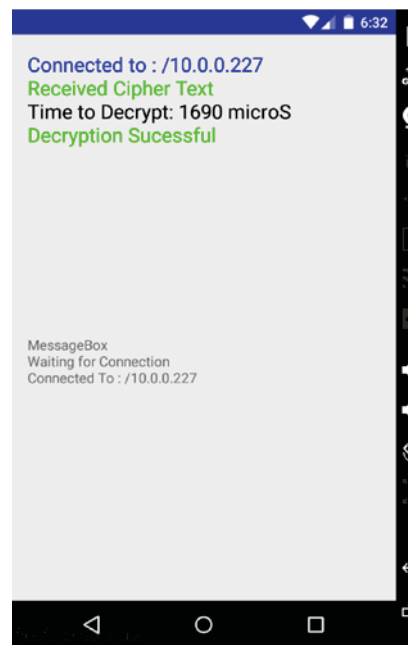 6:32
Connected to : /10.0.0.227
Received Cipher Text
Time to Decrypt: 1690 microS
Decryption Sucessful
MessageBox
Waiting for Connection
Connected To : /10.0.0.227